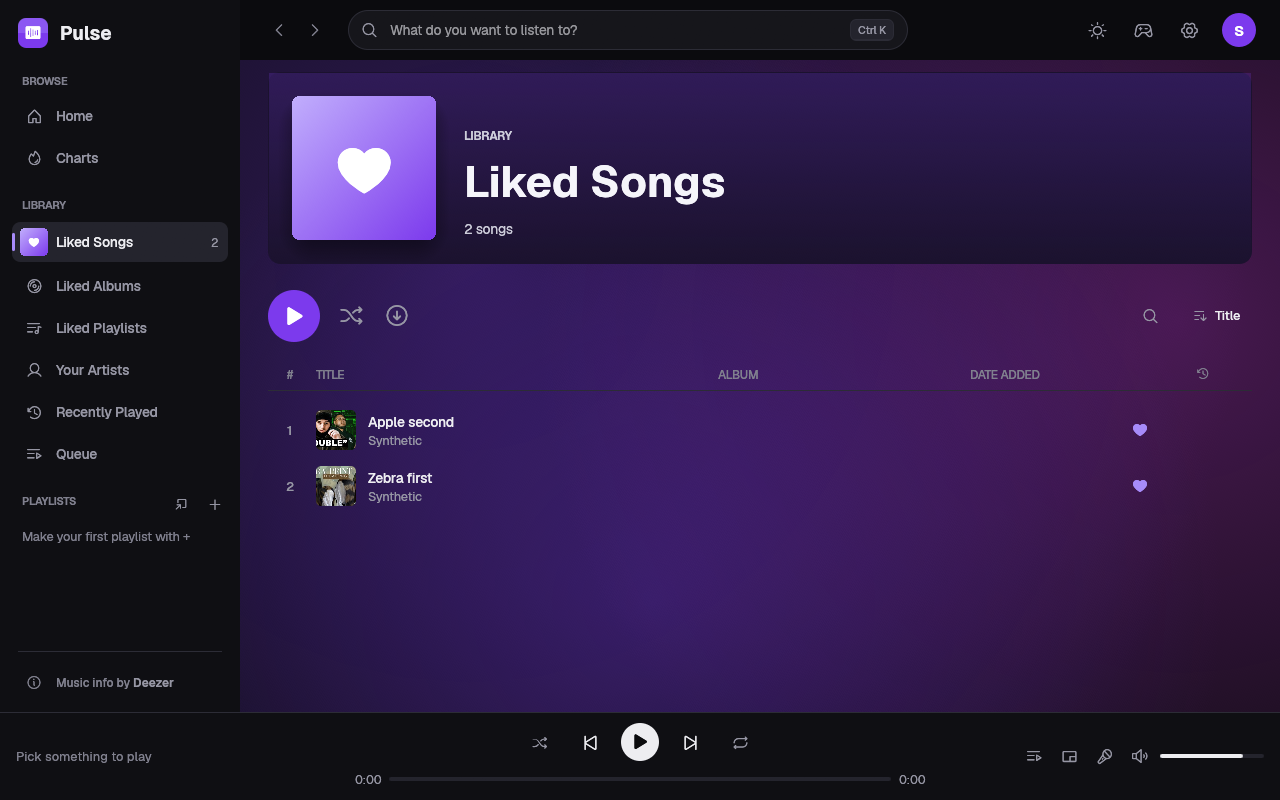 Pulse
What do you want to listen to?
Ctrl K
S
BROWSE
Home
Charts
LIBRARY
Liked Songs
2
Liked Albums
Liked Playlists
Your Artists
Recently Played
Queue
PLAYLISTS
Make your first playlist with +
Music info by Deezer
LIBRARY
Liked Songs
2 songs
Title
# TITLE ALBUM DATE ADDED
1
Apple second
Synthetic
2
Zebra first
Synthetic
Pick something to play
0:00
0:00